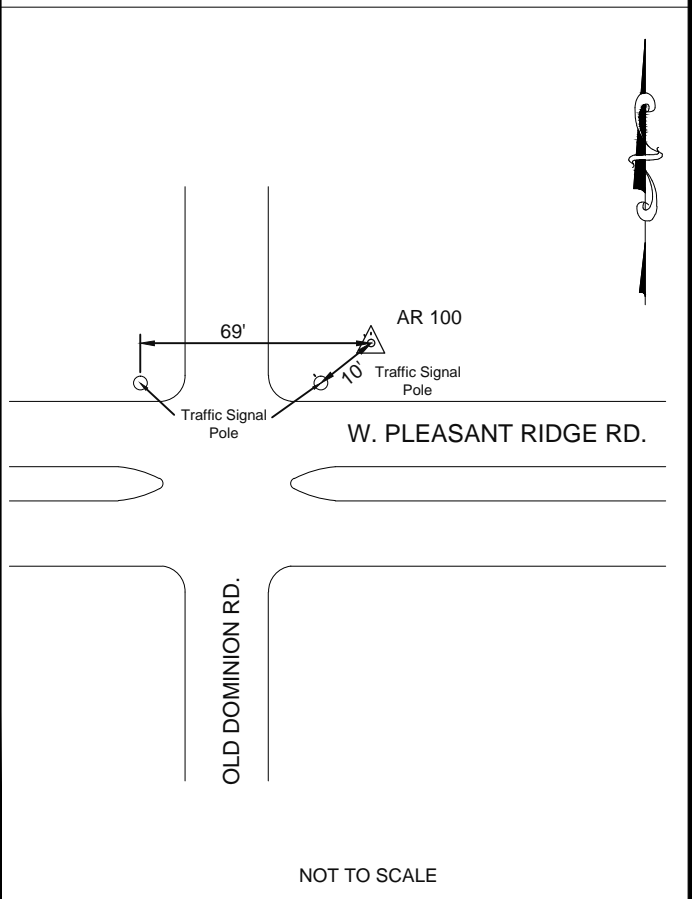 AR 100
69'
10'
Traffic Signal
Pole
Traffic Signal
Pole
W. PLEASANT RIDGE RD.
OLD DOMINION RD.
NOT TO SCALE